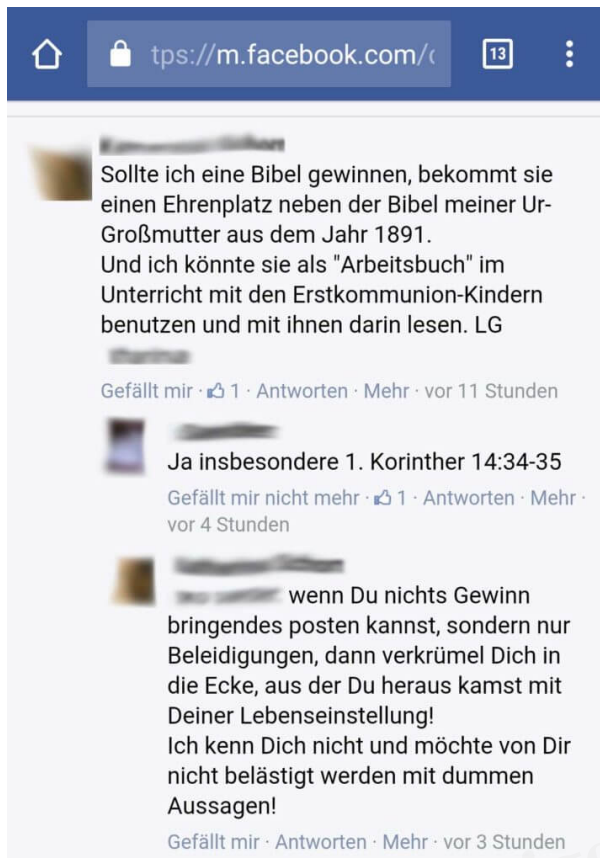 tps://m.facebook.com/
13
Sollte ich eine Bibel gewinnen, bekommt sie
einen Ehrenplatz neben der Bibel meiner Ur-
Großmutter aus dem Jahr 1891.
Und ich könnte sie als "Arbeitsbuch" im
Unterricht mit den Erstkommunion-Kindern
benutzen und mit ihnen darin lesen. LG
Gefällt mir · 1 · Antworten · Mehr · vor 11 Stunden
Ja insbesondere 1. Korinther 14:34-35
Gefällt mir nicht mehr · 1 · Antworten · Mehr ·
vor 4 Stunden
wenn Du nichts Gewinn
bringendes posten kannst, sondern nur
Beleidigungen, dann verkrümel Dich in
die Ecke, aus der Du heraus kamst mit
Deiner Lebenseinstellung!
Ich kenn Dich nicht und möchte von Dir
nicht belästigt werden mit dummen
Aussagen!
Gefällt mir · Antworten · Mehr · vor 3 Stunden